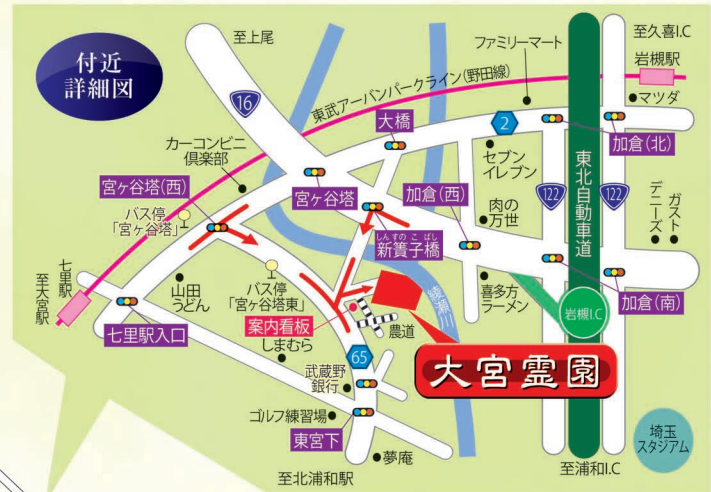 付近
詳細図
至上尾
16
東武アーバンパークライン(野田線)
ファミリーマート
至久喜I.C
岩槻駅
マツダ
大橋
2
加倉(北)
カーコンビニ
倶楽部
セブン
イレブン
東北自動車道
宮ヶ谷塔(西)
宮ヶ谷塔
加倉(西)
122
122
デニーズ
ガスト
バス停
「宮ヶ谷塔」
しんすのこばし
新簀子橋
肉の
万世
七里駅
至大宮駅
山田
うどん
バス停
「宮ヶ谷塔東」
綾瀬川
喜多方
ラーメン
加倉(南)
岩槻I.C
七里駅入口
案内看板
農道
しまむら
65
大宮霊園
武蔵野
銀行
ゴルフ練習場
東宮下
夢庵
埼玉
スタジアム
至北浦和駅
至浦和I.C